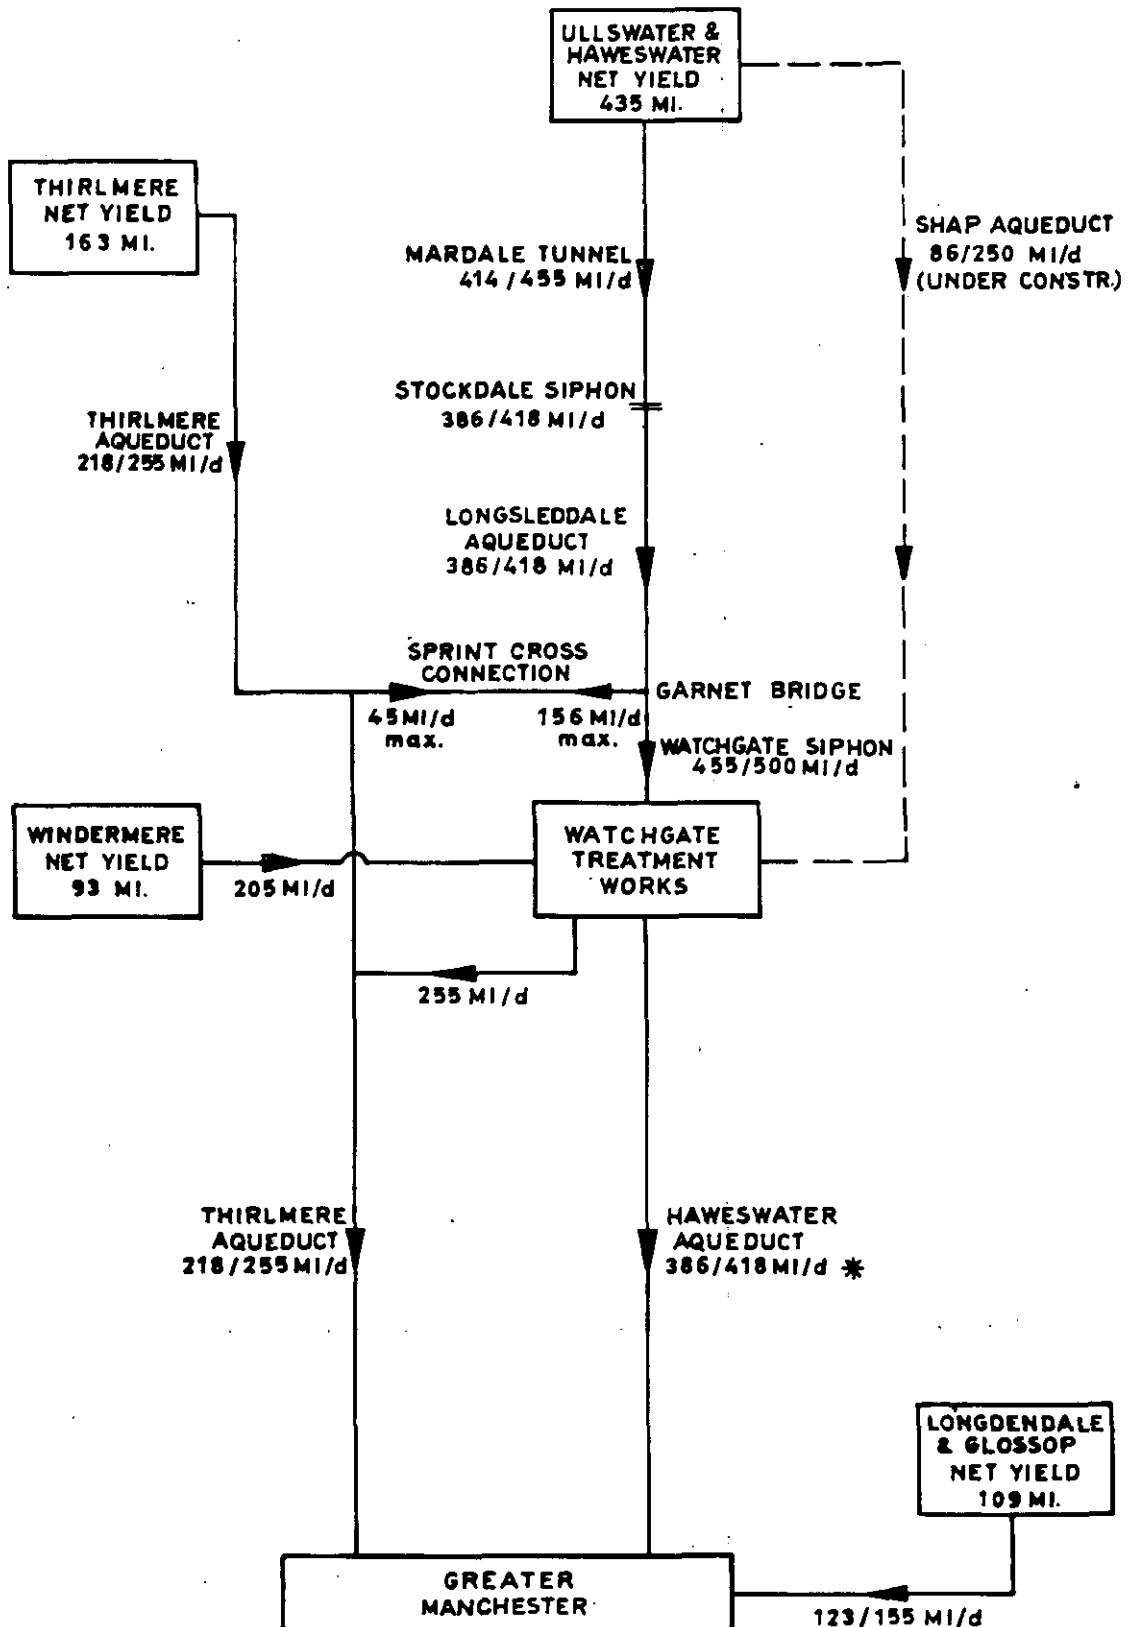 ULLSWATER &
HAWESWATER
NET YIELD
435 Ml.
THIRLMERE
NET YIELD
163 Ml.
SHAP AQUEDUCT
86/250 Ml/d
(UNDER CONSTR.)
MARDALE TUNNEL
414/455 Ml/d
STOCKDALE SIPHON
386/418 Ml/d
THIRLMERE
AQUEDUCT
218/255 Ml/d
LONGSLEDDALE
AQUEDUCT
386/418 Ml/d
SPRINT CROSS
CONNECTION
GARNET BRIDGE
45 Ml/d
max.
156 Ml/d
max.
WATCHGATE SIPHON
455/500 Ml/d
WINDERMERE
NET YIELD
93 Ml.
205 Ml/d
WATCHGATE
TREATMENT
WORKS
255 Ml/d
THIRLMERE
AQUEDUCT
218/255 Ml/d
HAWESWATER
AQUEDUCT
386/418 Ml/d *
LONGDENDALE
& GLOSSOP
NET YIELD
109 Ml.
GREATER
MANCHESTER
123/155 Ml/d